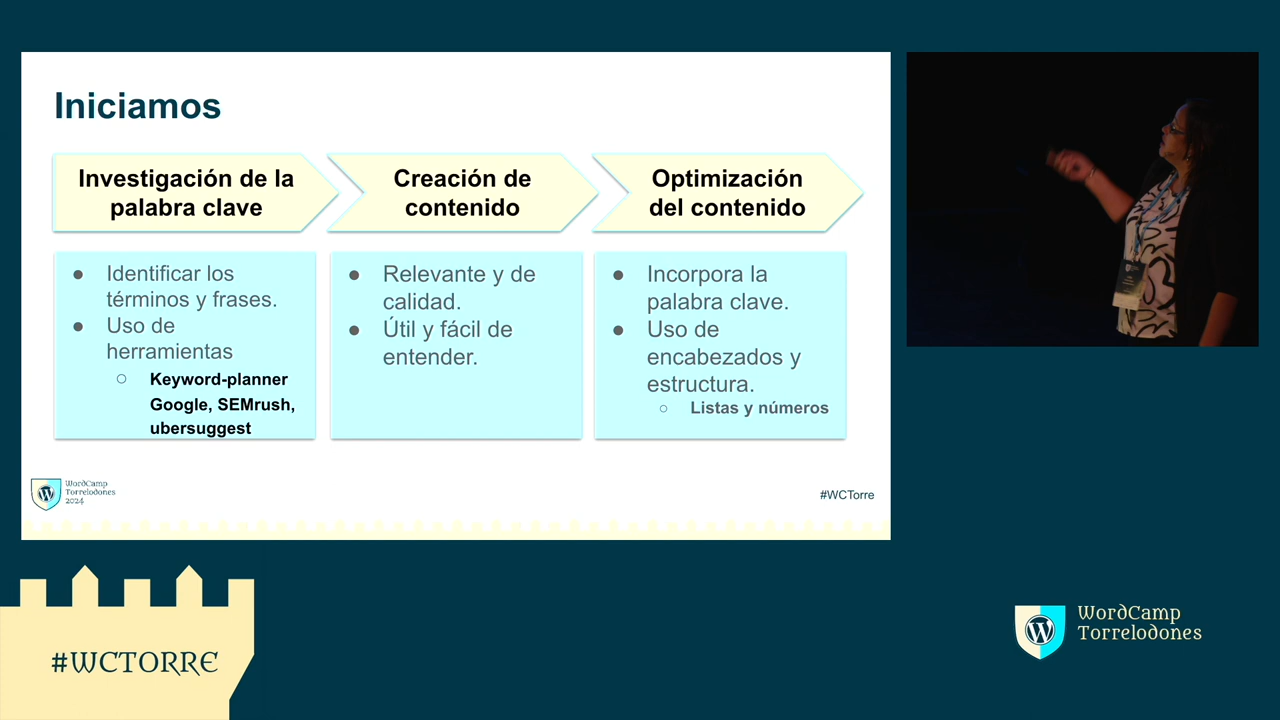 Iniciamos
Investigación de la
palabra clave
Creación de
contenido
Optimización
del contenido
● Identificar los
términos y frases.
● Uso de
herramientas
○ Keyword-planner
Google, SEMrush,
ubersuggest
● Relevante y de
calidad.
● Útil y fácil de
entender.
● Incorpora la
palabra clave.
● Uso de
encabezados y
estructura.
○ Listas y números
WordCamp
Torrelodones
2024
#WCTorre
#WCTORRE
WordCamp
Torrelodones